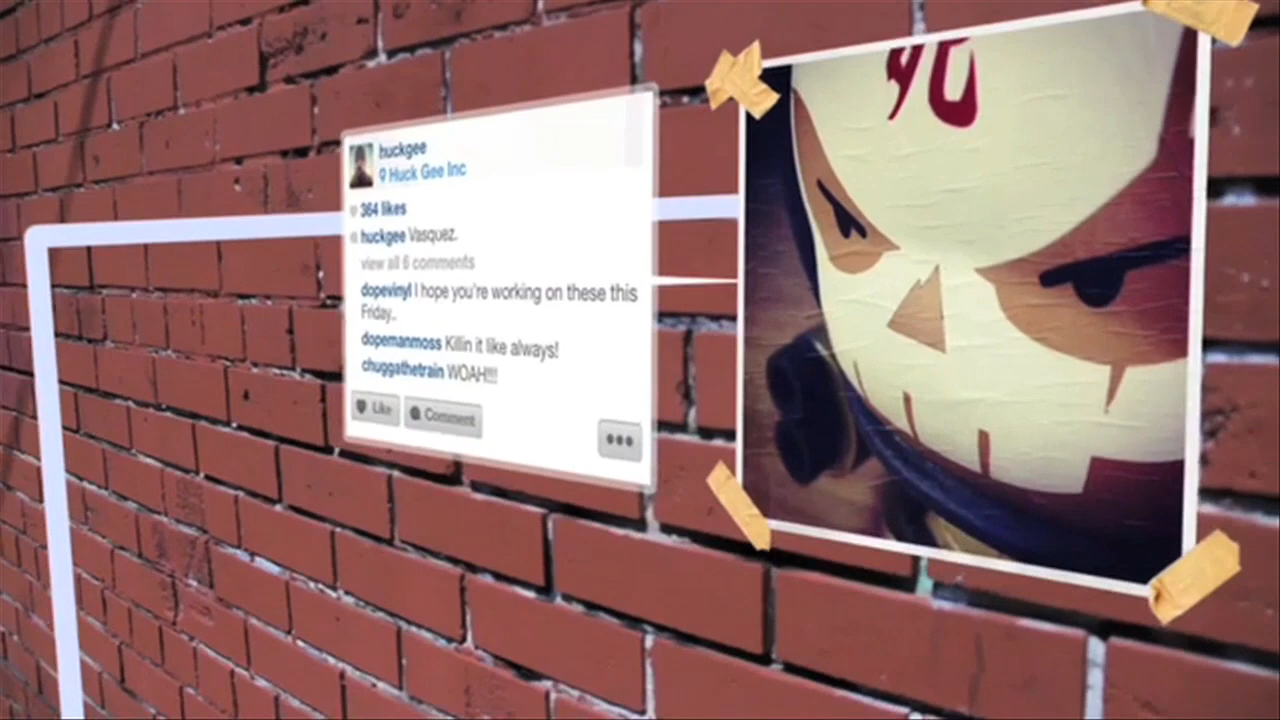 huckgee
Huck Gee Inc
364 likes
huckgee Vasquez.
view all 6 comments
dopevinyl I hope you're working on these this
Friday..
dopemanmoss Killin it like always!
chuggathetrain WOAH!!!!
Like Comment